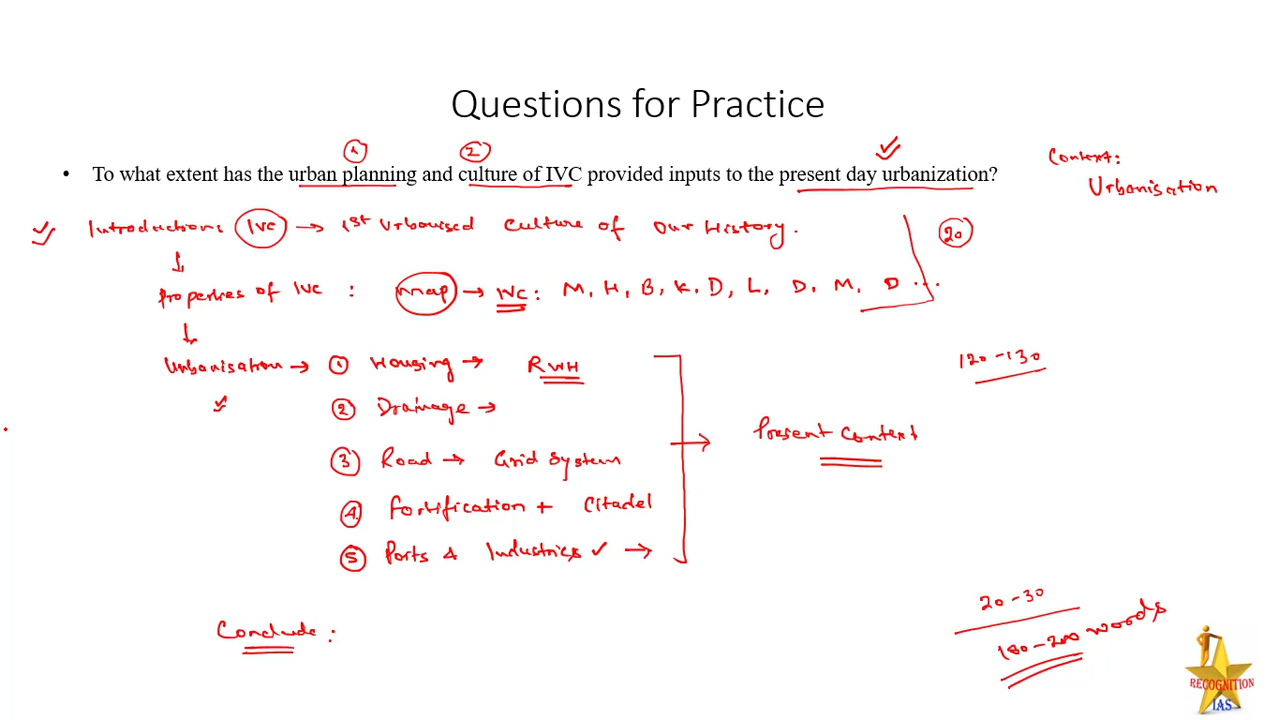 Questions for Practice
① ②
• To what extent has the urban planning and culture of IVC provided inputs to the present day urbanization?
Context:
Urbanisation
Introduction: IVC → 1st Urbanised culture of Our History.
20
Properties of IVC : map → IVC : M, H, B, K, D, L, D, M, D ...
Urbanisation → ① Housing → RWH
120-130
② Drainage →
③ Road → Grid System
Present Context
④ Fortification + Citadel
⑤ Ports & Industries ✓ →
20-30
Conclude :
180-200 words
RECOGNITION
IAS